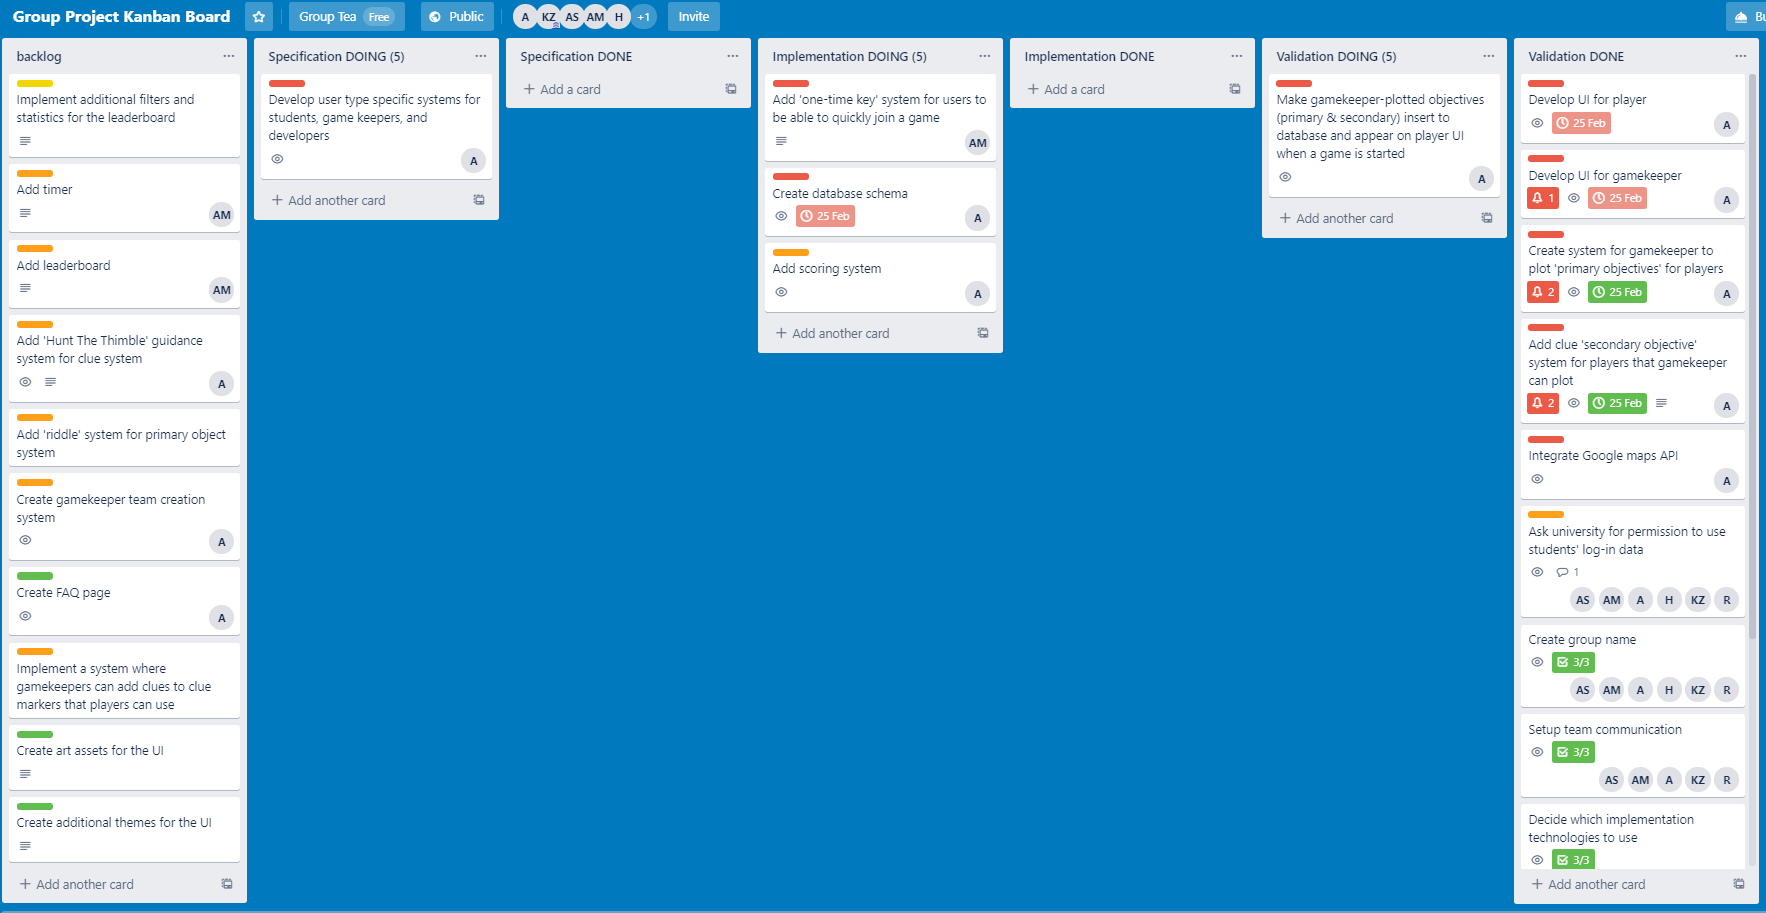 Group Project Kanban Board
Group Tea Free
Public
A KZ AS AM H +1
Invite
backlog
Implement additional filters and
statistics for the leaderboard
Add timer
AM
Add leaderboard
AM
Add 'Hunt The Thimble' guidance
system for clue system
A
Add 'riddle' system for primary object
system
Create gamekeeper team creation
system
A
Create FAQ page
A
Implement a system where
gamekeepers can add clues to clue
markers that players can use
Create art assets for the UI
Create additional themes for the UI
+ Add another card
Specification DOING (5)
Develop user type specific systems for
students, game keepers, and
developers
A
+ Add another card
Specification DONE
+ Add a card
Implementation DOING (5)
Add 'one-time key' system for users to
be able to quickly join a game
AM
Create database schema
25 Feb
A
Add scoring system
A
+ Add another card
Implementation DONE
+ Add a card
Validation DOING (5)
Make gamekeeper-plotted objectives
(primary & secondary) insert to
database and appear on player UI
when a game is started
A
+ Add another card
Validation DONE
Develop UI for player
25 Feb
A
Develop UI for gamekeeper
1 25 Feb
A
Create system for gamekeeper to
plot 'primary objectives' for players
2 25 Feb
A
Add clue 'secondary objective'
system for players that gamekeeper
can plot
2 25 Feb
A
Integrate Google maps API
A
Ask university for permission to use
students' log-in data
1
AS AM A H KZ R
Create group name
3/3
AS AM A H KZ R
Setup team communication
3/3
AS AM A KZ R
Decide which implementation
technologies to use
3/3
+ Add another card